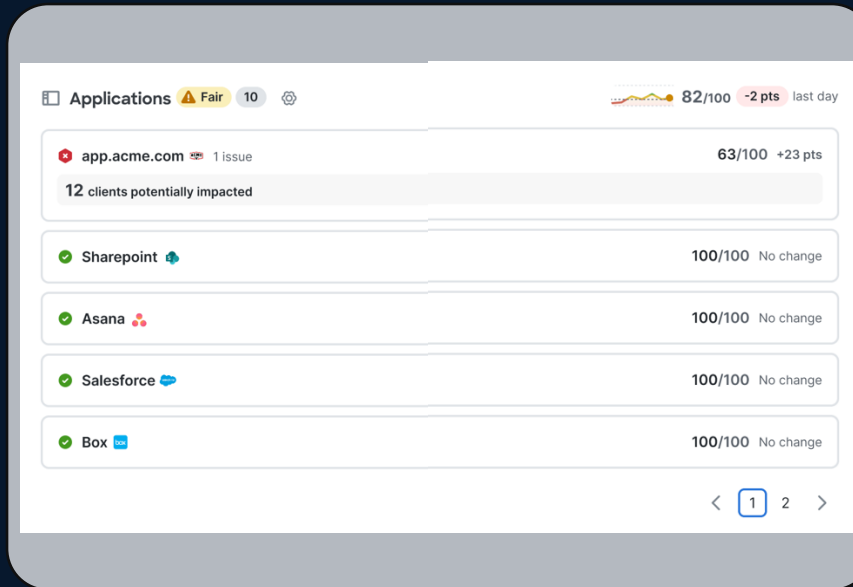 Applications Fair 10 82/100 -2 pts last day
app.acme.com 1 issue 63/100 +23 pts
12 clients potentially impacted
Sharepoint 100/100 No change
Asana 100/100 No change
Salesforce 100/100 No change
Box box 100/100 No change
1 2